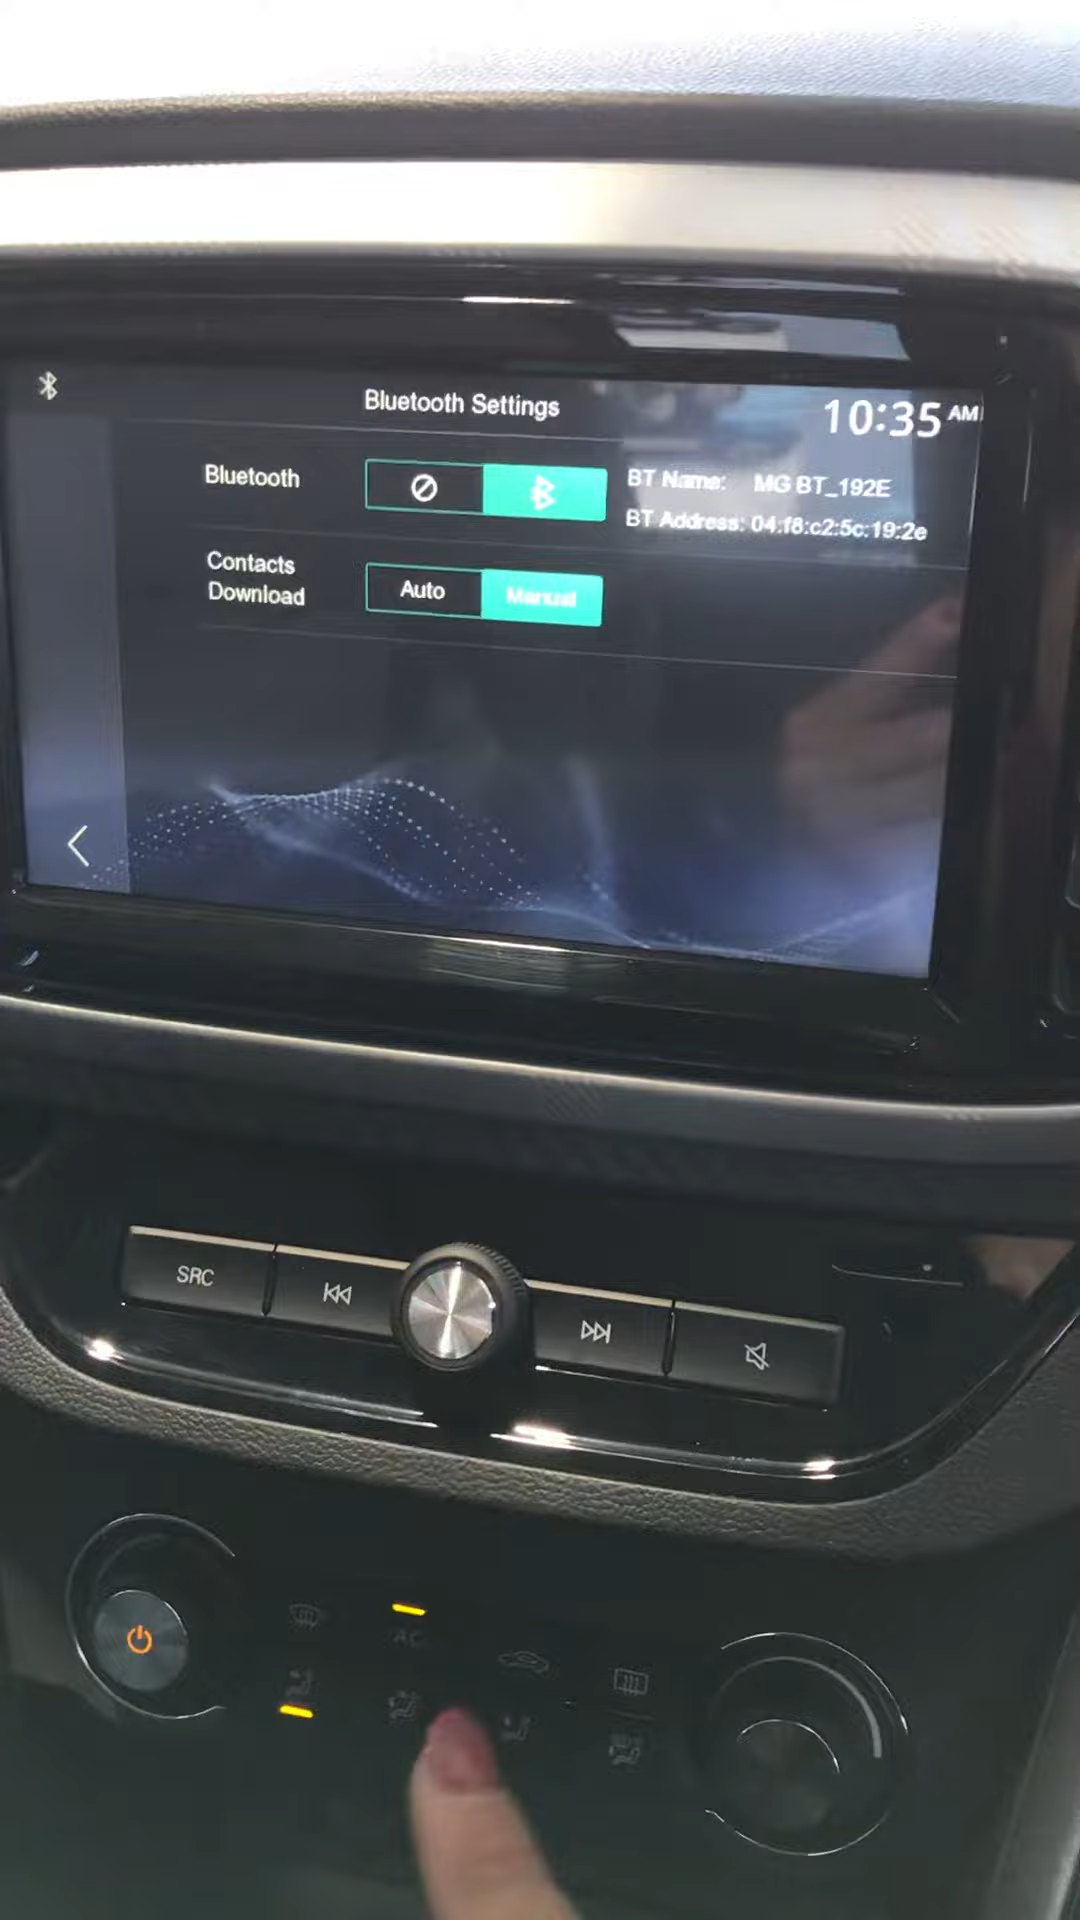 Bluetooth Settings
10:35 AM
Bluetooth
BT Name: MG BT_192E
BT Address: 04:f8:c2:5c:19:2e
Contacts
Download
Auto
Manual
SRC
AC